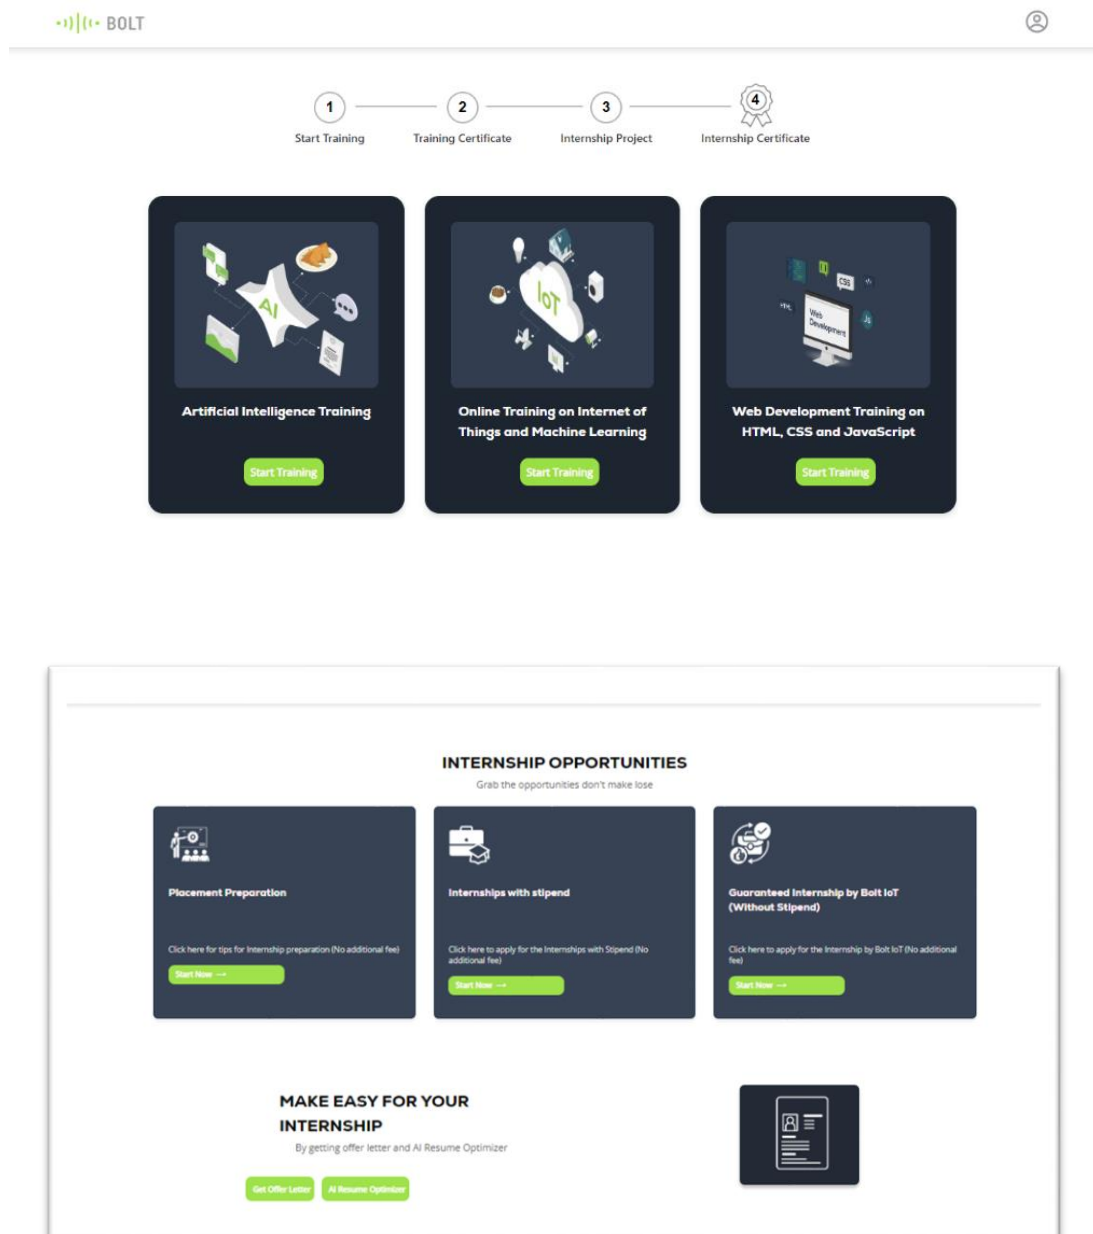 BOLT
1
2
3
4
Start Training
Training Certificate
Internship Project
Internship Certificate
AI
IoT
CSS
HTML
Js
Web
Development
Artificial Intelligence Training
Start Training
Online Training on Internet of
Things and Machine Learning
Start Training
Web Development Training on
HTML, CSS and JavaScript
Start Training
INTERNSHIP OPPORTUNITIES
Grab the opportunities don't make lose
Placement Preparation
Click here for tips for Internship preparation (No additional fee)
Start Now →
Internships with stipend
Click here to apply for the Internships with Stipend (No
additional fee)
Start Now →
Guaranteed Internship by Bolt IoT
(Without Stipend)
Click here to apply for the Internship by Bolt IoT (No additional
fee)
Start Now →
MAKE EASY FOR YOUR
INTERNSHIP
By getting offer letter and AI Resume Optimizer
Get Offer Letter
AI Resume Optimizer